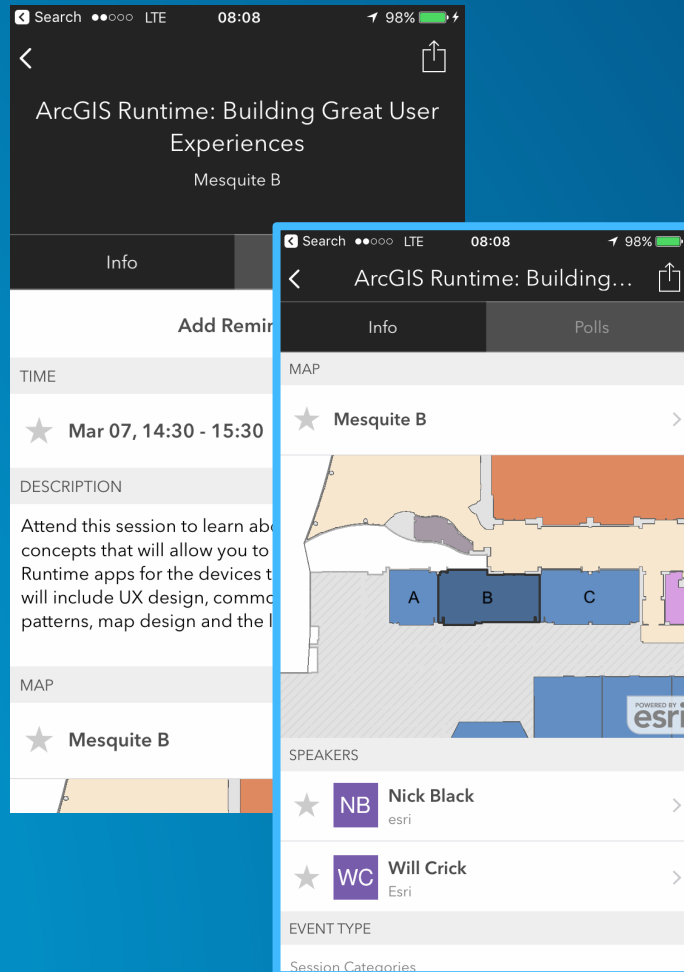 Search LTE 08:08 98%
ArcGIS Runtime: Building Great User
Experiences
Mesquite B
Info
Add Remin
TIME
Mar 07, 14:30 - 15:30
DESCRIPTION
Attend this session to learn abo
concepts that will allow you to
Runtime apps for the devices t
will include UX design, commo
patterns, map design and the l
MAP
Mesquite B
Search LTE 08:08 98%
ArcGIS Runtime: Building...
Info Polls
MAP
Mesquite B
A B C
POWERED BY
esri
SPEAKERS
NB Nick Black
esri
WC Will Crick
Esri
EVENT TYPE
Session Categories